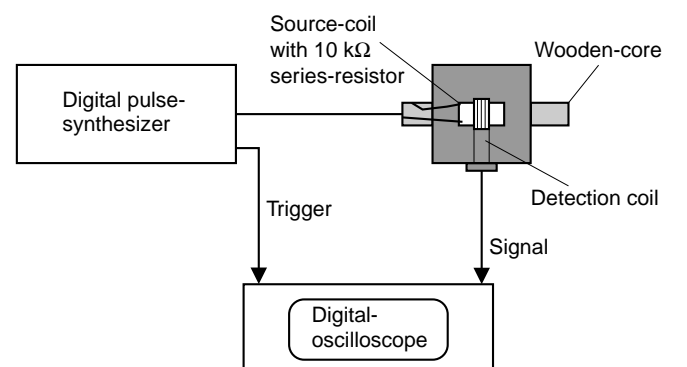 Source-coil
with 10 kΩ
series-resistor
Wooden-core
Digital pulse-
synthesizer
Detection coil
Trigger
Signal
Digital-
oscilloscope